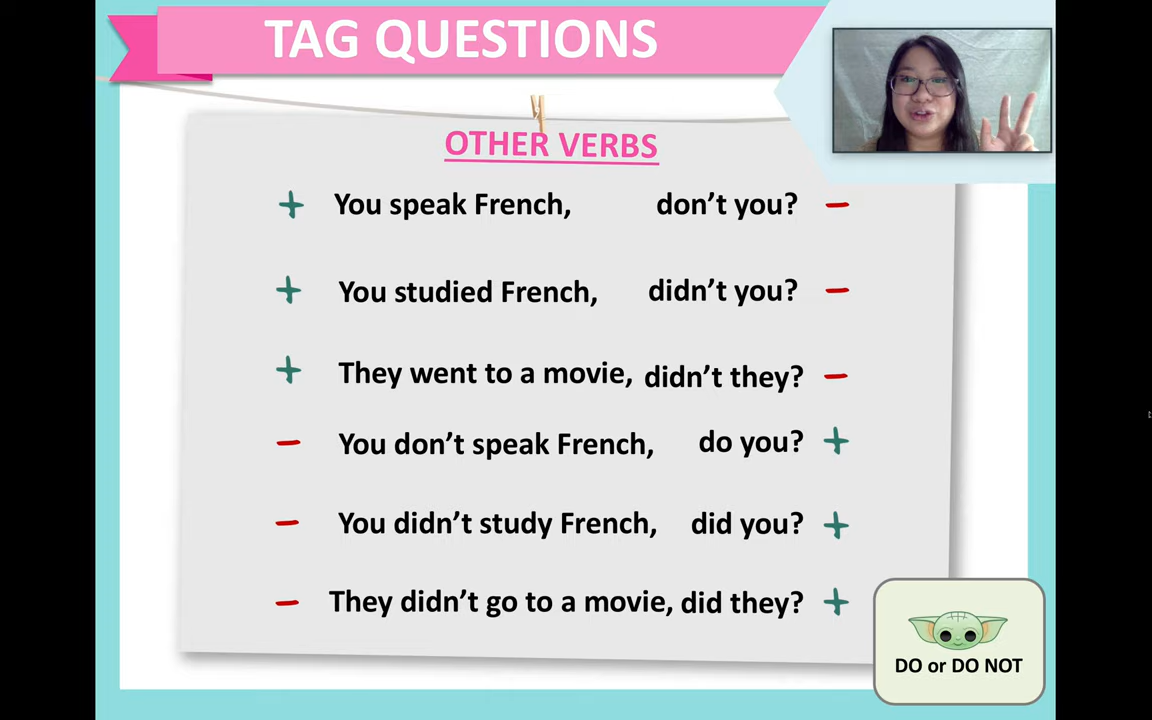 TAG QUESTIONS
OTHER VERBS
+ You speak French, don’t you? −
+ You studied French, didn’t you? −
+ They went to a movie, didn’t they? −
− You don’t speak French, do you? +
− You didn’t study French, did you? +
− They didn’t go to a movie, did they? +
DO or DO NOT